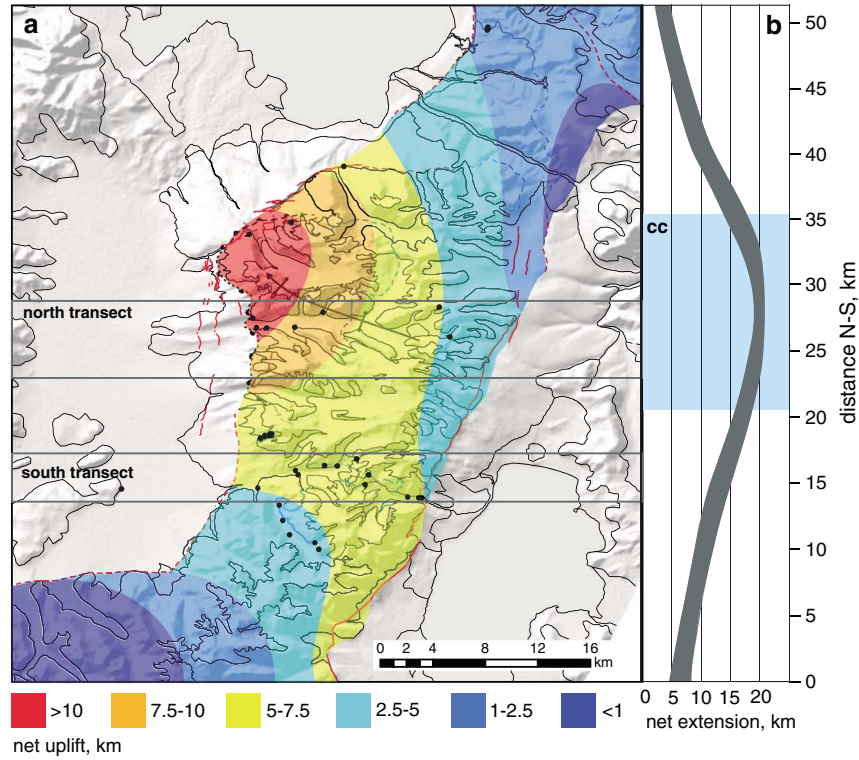 a
b
50
45
40
35
cc
30
north transect
25
distance N-S, km
20
south transect
15
10
5
0 2 4 8 12 16
km
0
0 5 10 15 20
net extension, km
>10 7.5-10 5-7.5 2.5-5 1-2.5 <1
net uplift, km